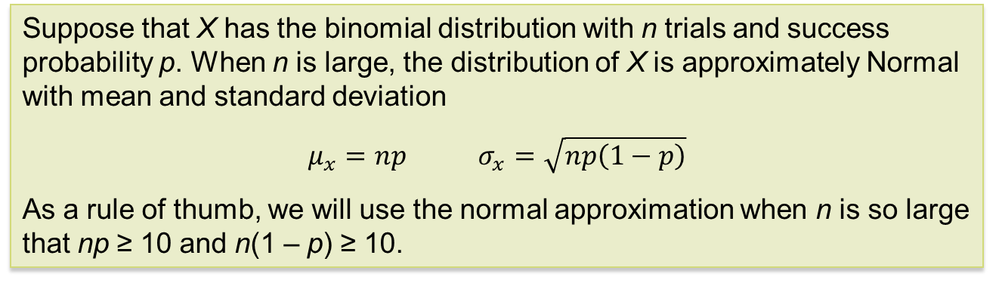 Suppose that X has the binomial distribution with n trials and success
probability p. When n is large, the distribution of X is approximately Normal
with mean and standard deviation
μₓ = np σₓ = √(np(1 − p))
As a rule of thumb, we will use the normal approximation when n is so large
that np ≥ 10 and n(1 – p) ≥ 10.